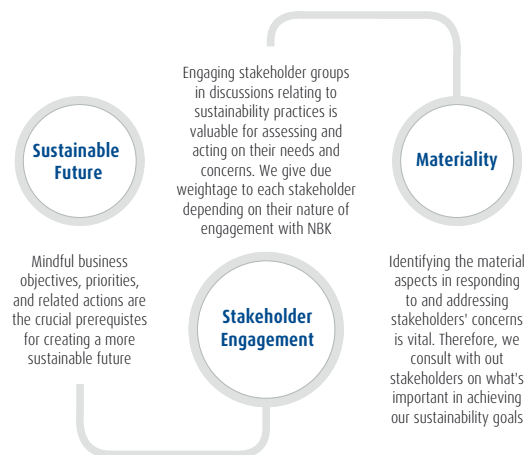 Sustainable
Future
Mindful business
objectives, priorities,
and related actions are
the crucial prerequistes
for creating a more
sustainable future
Engaging stakeholder groups
in discussions relating to
sustainability practices is
valuable for assessing and
acting on their needs and
concerns. We give due
weightage to each stakeholder
depending on their nature of
engagement with NBK
Stakeholder
Engagement
Materiality
Identifying the material
aspects in responding
to and addressing
stakeholders' concerns
is vital. Therefore, we
consult with out
stakeholders on what's
important in achieving
our sustainability goals